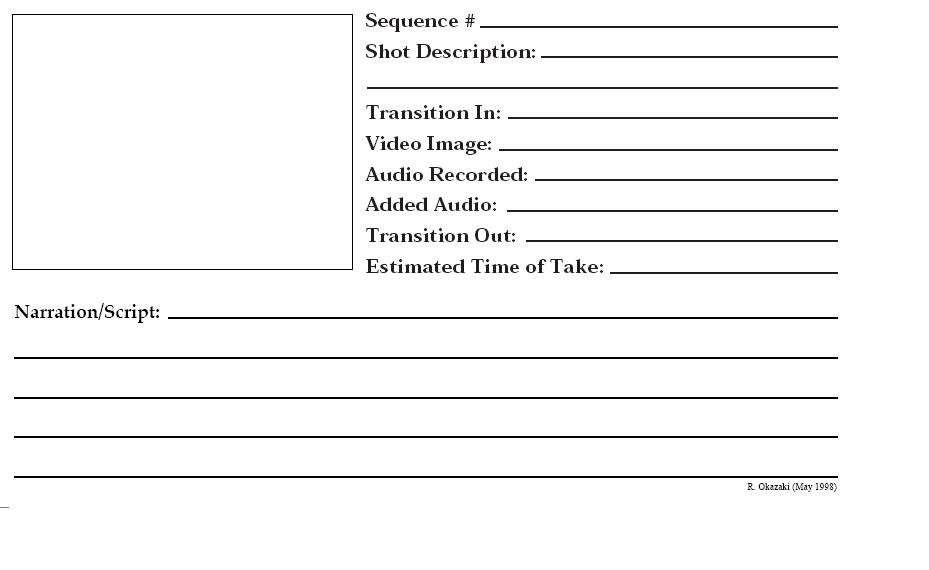 Sequence #
Shot Description:
Transition In:
Video Image:
Audio Recorded:
Added Audio:
Transition Out:
Estimated Time of Take:
Narration/Script:
R. Okazaki (May 1998)